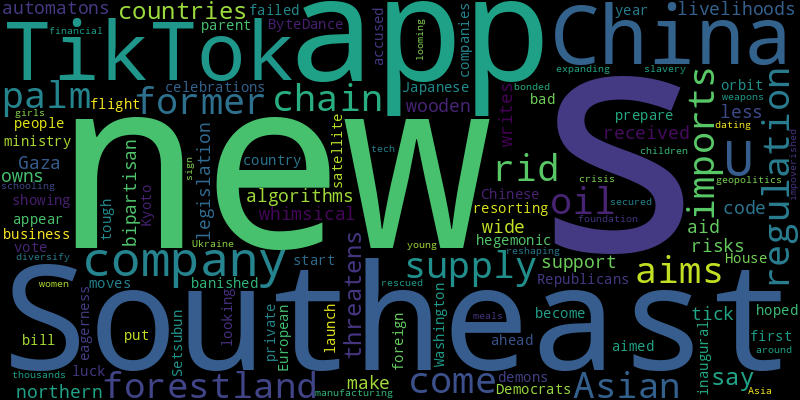 automatons countries failed year livelihoods
financial parent ByteDance accused looming companies
TikTok app China
expanding slavery
palm flight former celebrations chain Japanese wooden bonded weapons orbit
girls people bad prepare less
ministry writes received dating
new S U
Gaza country tech rid children
owns sign Chinese crisis geopolitics
schooling algorithms satellite resorting oil secured code
showing bipartisan Kyoto legislation whimsical foundation imports regulation impoverished
appear tough wide aid
business hegemonic risks
vote Ukraine young reshaping House
diversify company supply support aims
women moves banished start rescued Republicans
Southeast
eagerness looking private European launch threatens foreign Washington meals become tick hoped
bill put Setsubun ahead aimed inaugural first
around
thousands luck make demons say
northern forestland manufacturing come Democrats Asian Asia